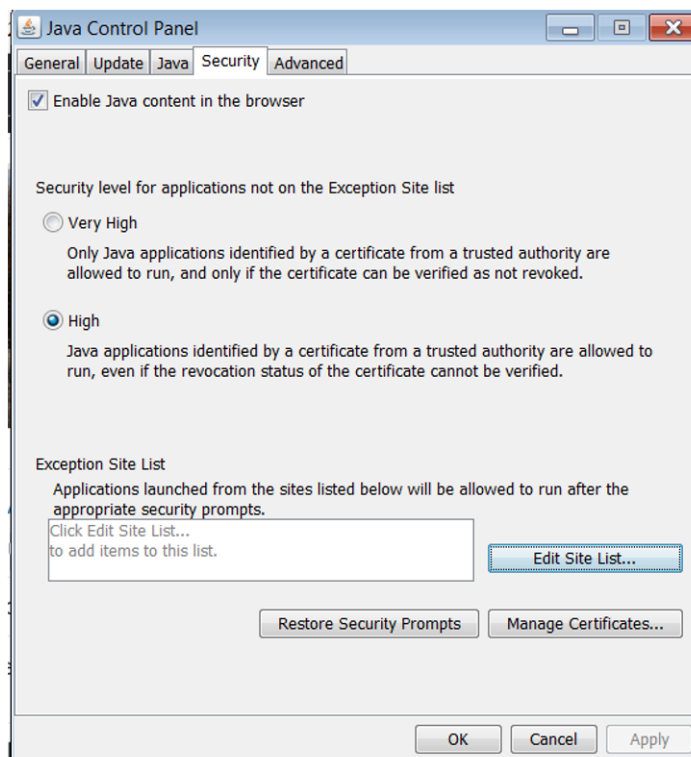 Java Control Panel
General Update Java Security Advanced
Enable Java content in the browser
Security level for applications not on the Exception Site list
Very High
Only Java applications identified by a certificate from a trusted authority are
allowed to run, and only if the certificate can be verified as not revoked.
High
Java applications identified by a certificate from a trusted authority are allowed to
run, even if the revocation status of the certificate cannot be verified.
Exception Site List
Applications launched from the sites listed below will be allowed to run after the
appropriate security prompts.
Click Edit Site List...
to add items to this list.
Edit Site List...
Restore Security Prompts Manage Certificates...
OK Cancel Apply